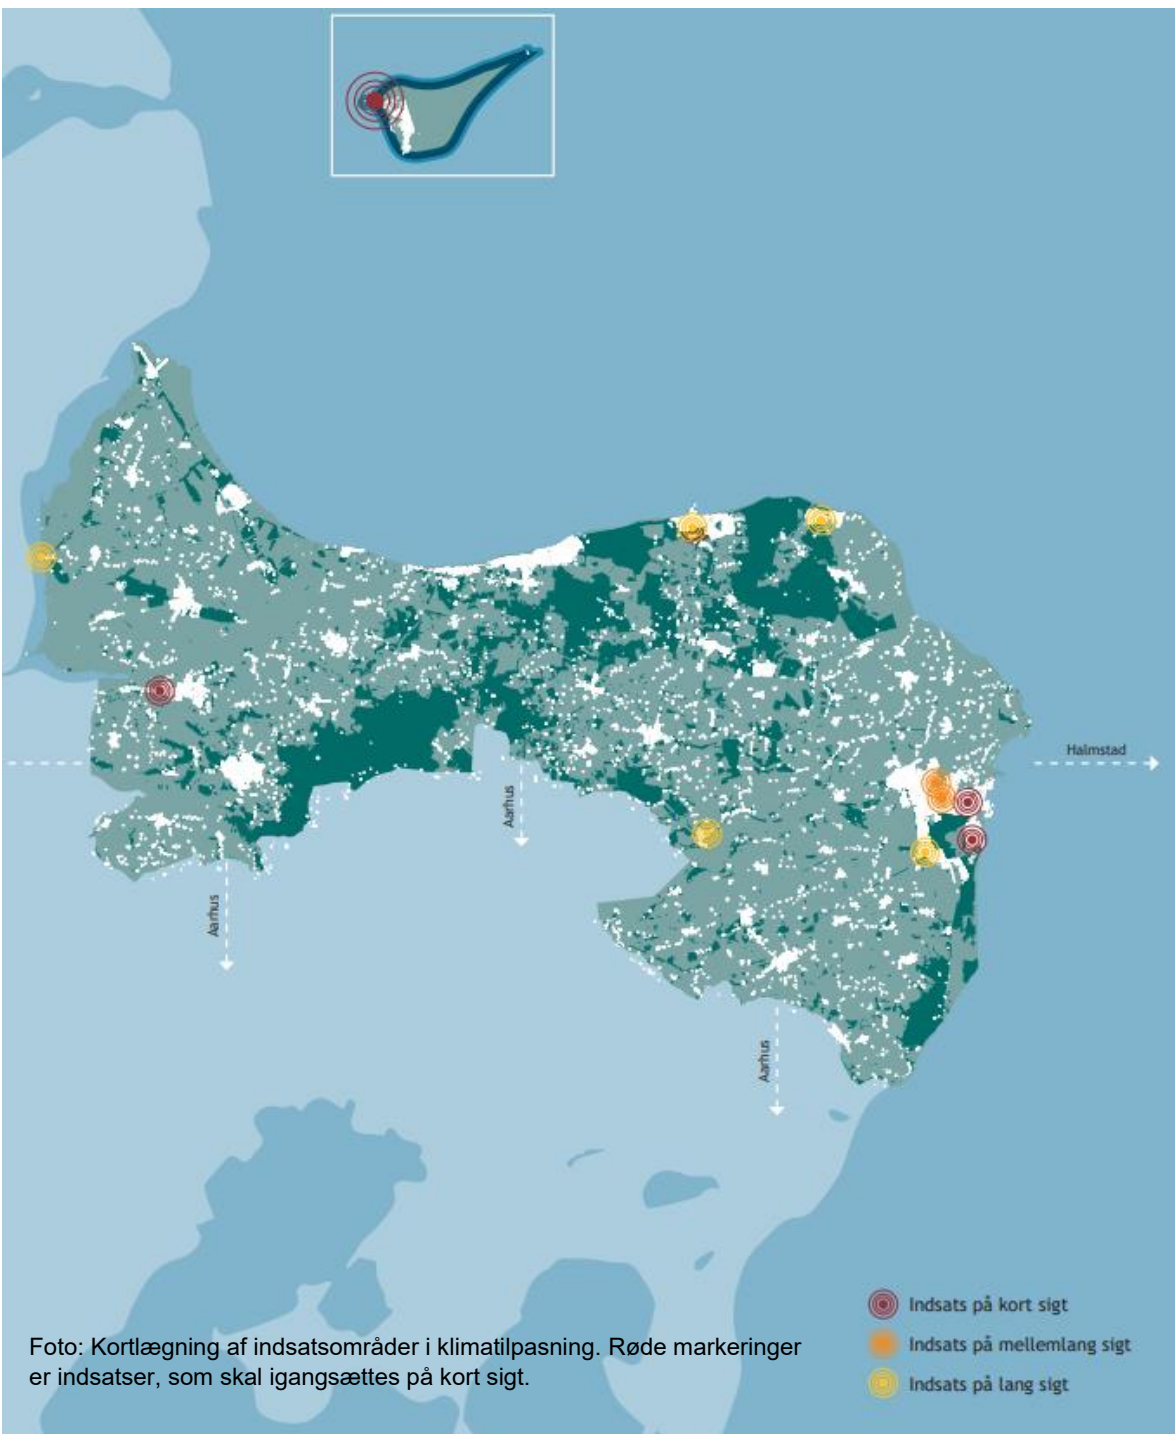 Halmstad
Aarhus
Aarhus
Aarhus
Indsats på kort sigt
Indsats på mellemlang sigt
Indsats på lang sigt
Foto: Kortlægning af indsatsområder i klimatilpasning. Røde markeringer
er indsatser, som skal igangsættes på kort sigt.